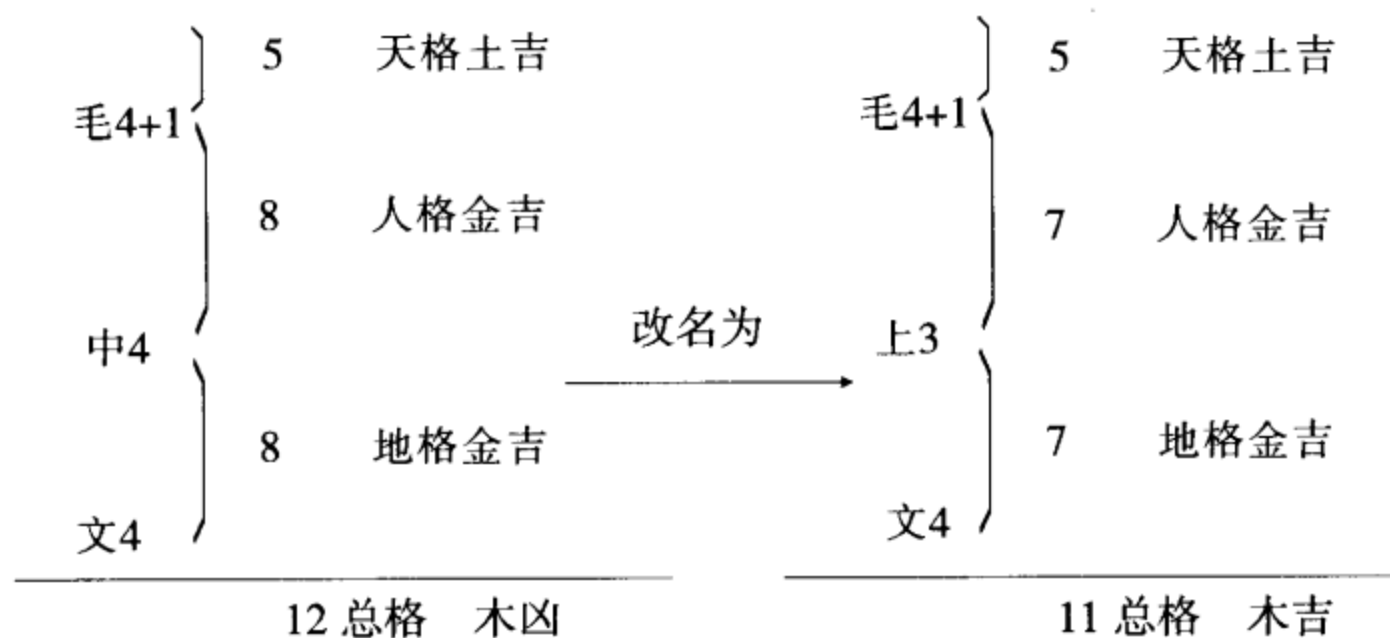 5 天格土吉
毛4+1
8 人格金吉
中4
8 地格金吉
文4
12 总格 木凶
改名为
5 天格土吉
毛4+1
7 人格金吉
上3
7 地格金吉
文4
11 总格 木吉